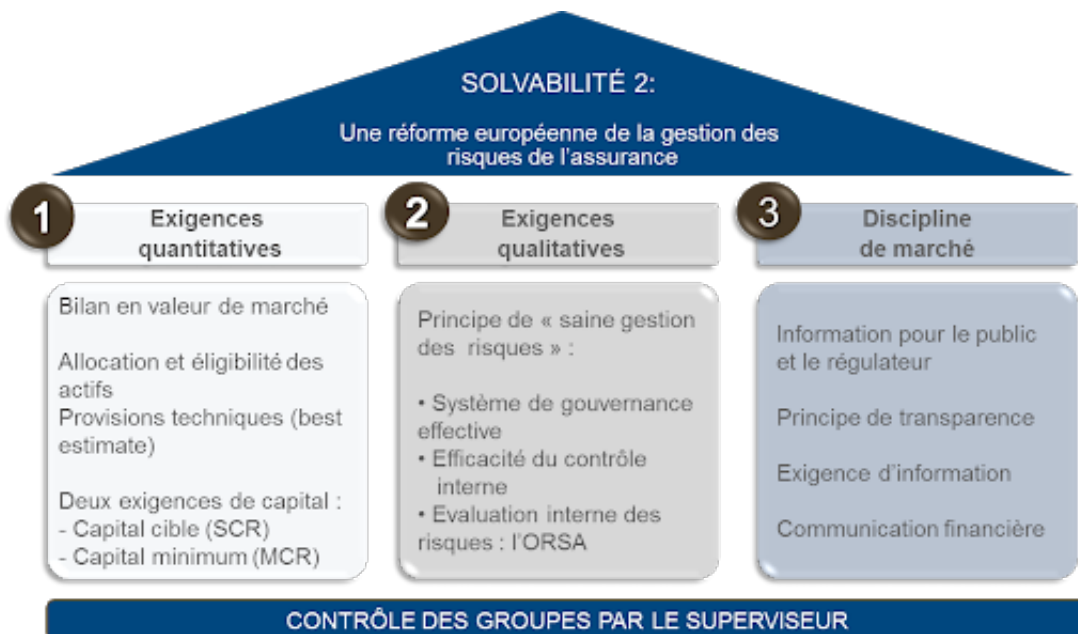 SOLVABILITÉ 2:
Une réforme européenne de la gestion des
risques de l'assurance
1
Exigences
quantitatives
Bilan en valeur de marché
Allocation et éligibilité des
actifs
Provisions techniques (best
estimate)
Deux exigences de capital :
- Capital cible (SCR)
- Capital minimum (MCR)
2
Exigences
qualitatives
Principe de « saine gestion
des risques » :
• Système de gouvernance
effective
• Efficacité du contrôle
interne
• Evaluation interne des
risques : l'ORSA
3
Discipline
de marché
Information pour le public
et le régulateur
Principe de transparence
Exigence d'information
Communication financière
CONTRÔLE DES GROUPES PAR LE SUPERVISEUR